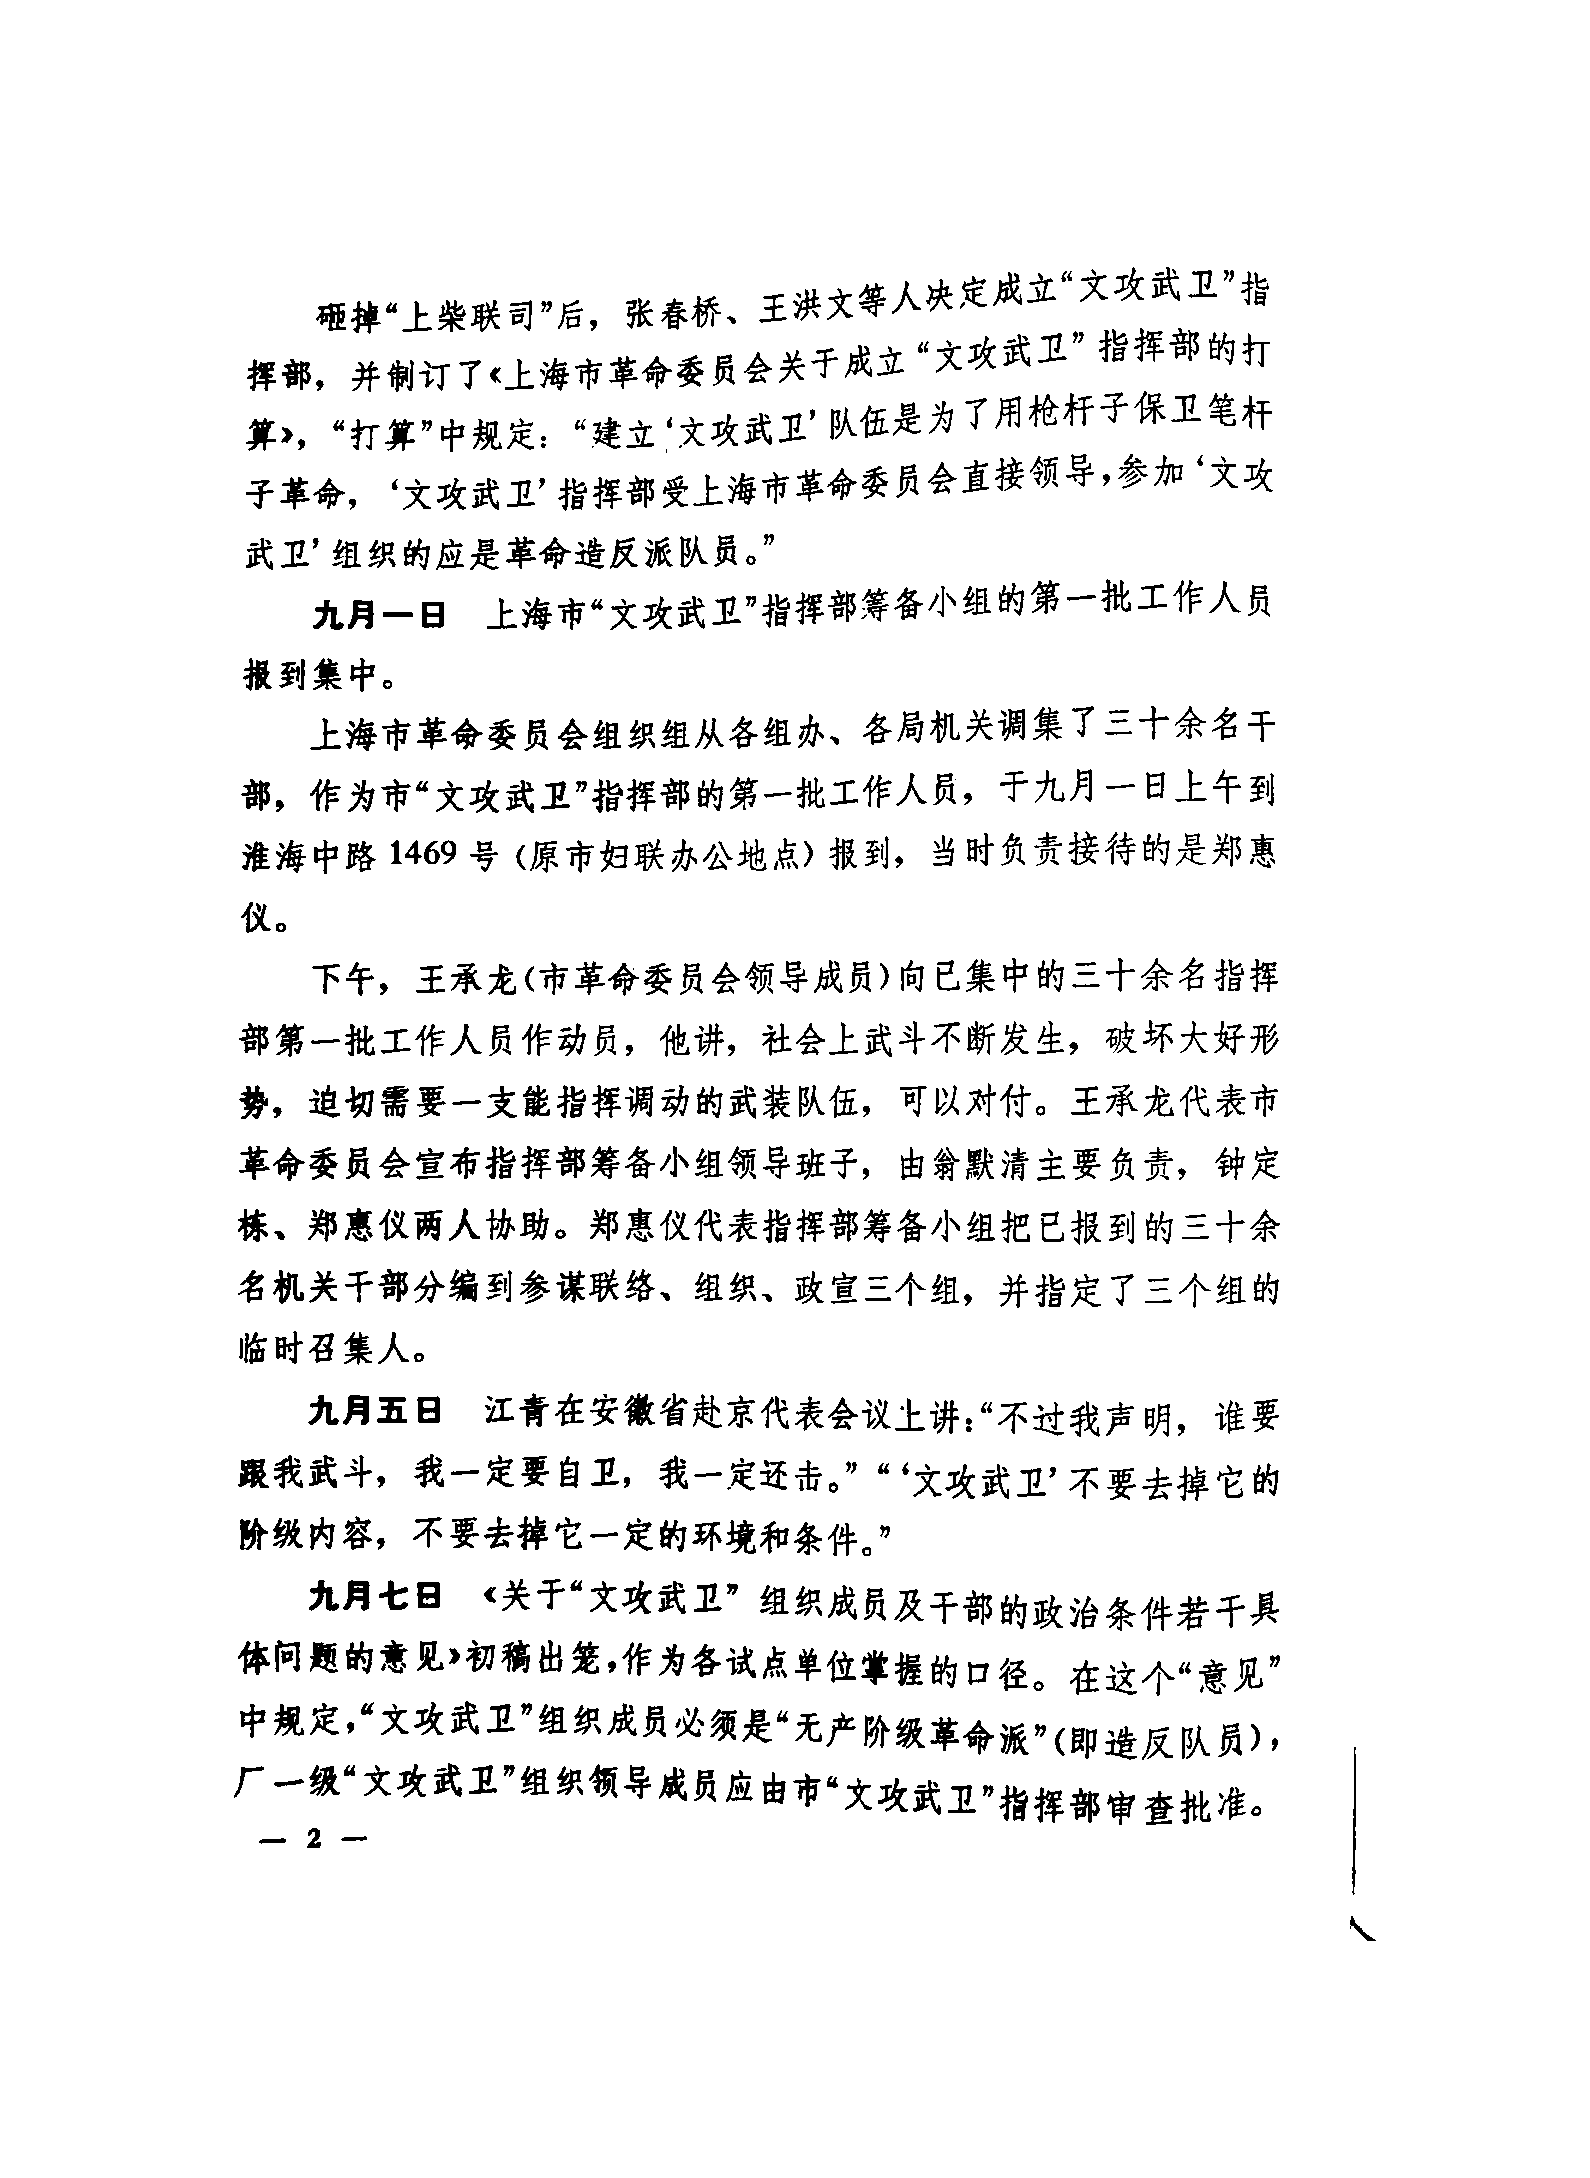 砸掉“上柴联司”后，张春桥、王洪文等人决定成立“文攻武卫”指
挥部，并制订了《上海市革命委员会关于成立“文攻武卫”指挥部的打
算》，“打算”中规定：“建立‘文攻武卫’队伍是为了用枪杆子保卫笔杆
子革命，‘文攻武卫’指挥部受上海市革命委员会直接领导，参加‘文攻
武卫’组织的应是革命造反派队员。”
九月一日　上海市“文攻武卫”指挥部筹备小组的第一批工作人员
报到集中。
上海市革命委员会组织组从各组办、各局机关调集了三十余名干
部，作为市“文攻武卫”指挥部的第一批工作人员，于九月一日上午到
淮海中路1469号（原市妇联办公地点）报到，当时负责接待的是郑惠
仪。
下午，王承龙（市革命委员会领导成员）向已集中的三十余名指挥
部第一批工作人员作动员，他讲，社会上武斗不断发生，破坏大好形
势，迫切需要一支能指挥调动的武装队伍，可以对付。王承龙代表市
革命委员会宣布指挥部筹备小组领导班子，由翁默清主要负责，钟定
栋、郑惠仪两人协助。郑惠仪代表指挥部筹备小组把已报到的三十余
名机关干部分编到参谋联络、组织、政宣三个组，并指定了三个组的
临时召集人。
九月五日　江青在安徽省赴京代表会议上讲：“不过我声明，谁要
跟我武斗，我一定要自卫，我一定还击。”“‘文攻武卫’不要去掉它的
阶级内容，不要去掉它一定的环境和条件。”
九月七日　《关于“文攻武卫”组织成员及干部的政治条件若干具
体问题的意见》初稿出笼，作为各试点单位掌握的口径。在这个“意见”
中规定，“文攻武卫”组织成员必须是“无产阶级革命派”（即造反队员），
厂一级“文攻武卫”组织领导成员应由市“文攻武卫”指挥部审查批准。
— 2 —